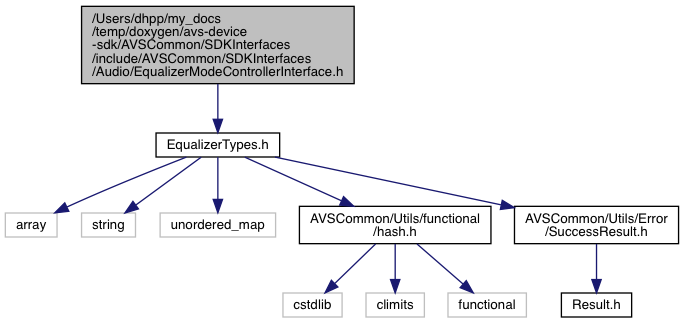 /Users/dhpp/my_docs
/temp/doxygen/avs-device
-sdk/AVSCommon/SDKInterfaces
/include/AVSCommon/SDKInterfaces
/Audio/EqualizerModeControllerInterface.h
EqualizerTypes.h
array
string
unordered_map
AVSCommon/Utils/functional
/hash.h
AVSCommon/Utils/Error
/SuccessResult.h
cstdlib
climits
functional
Result.h